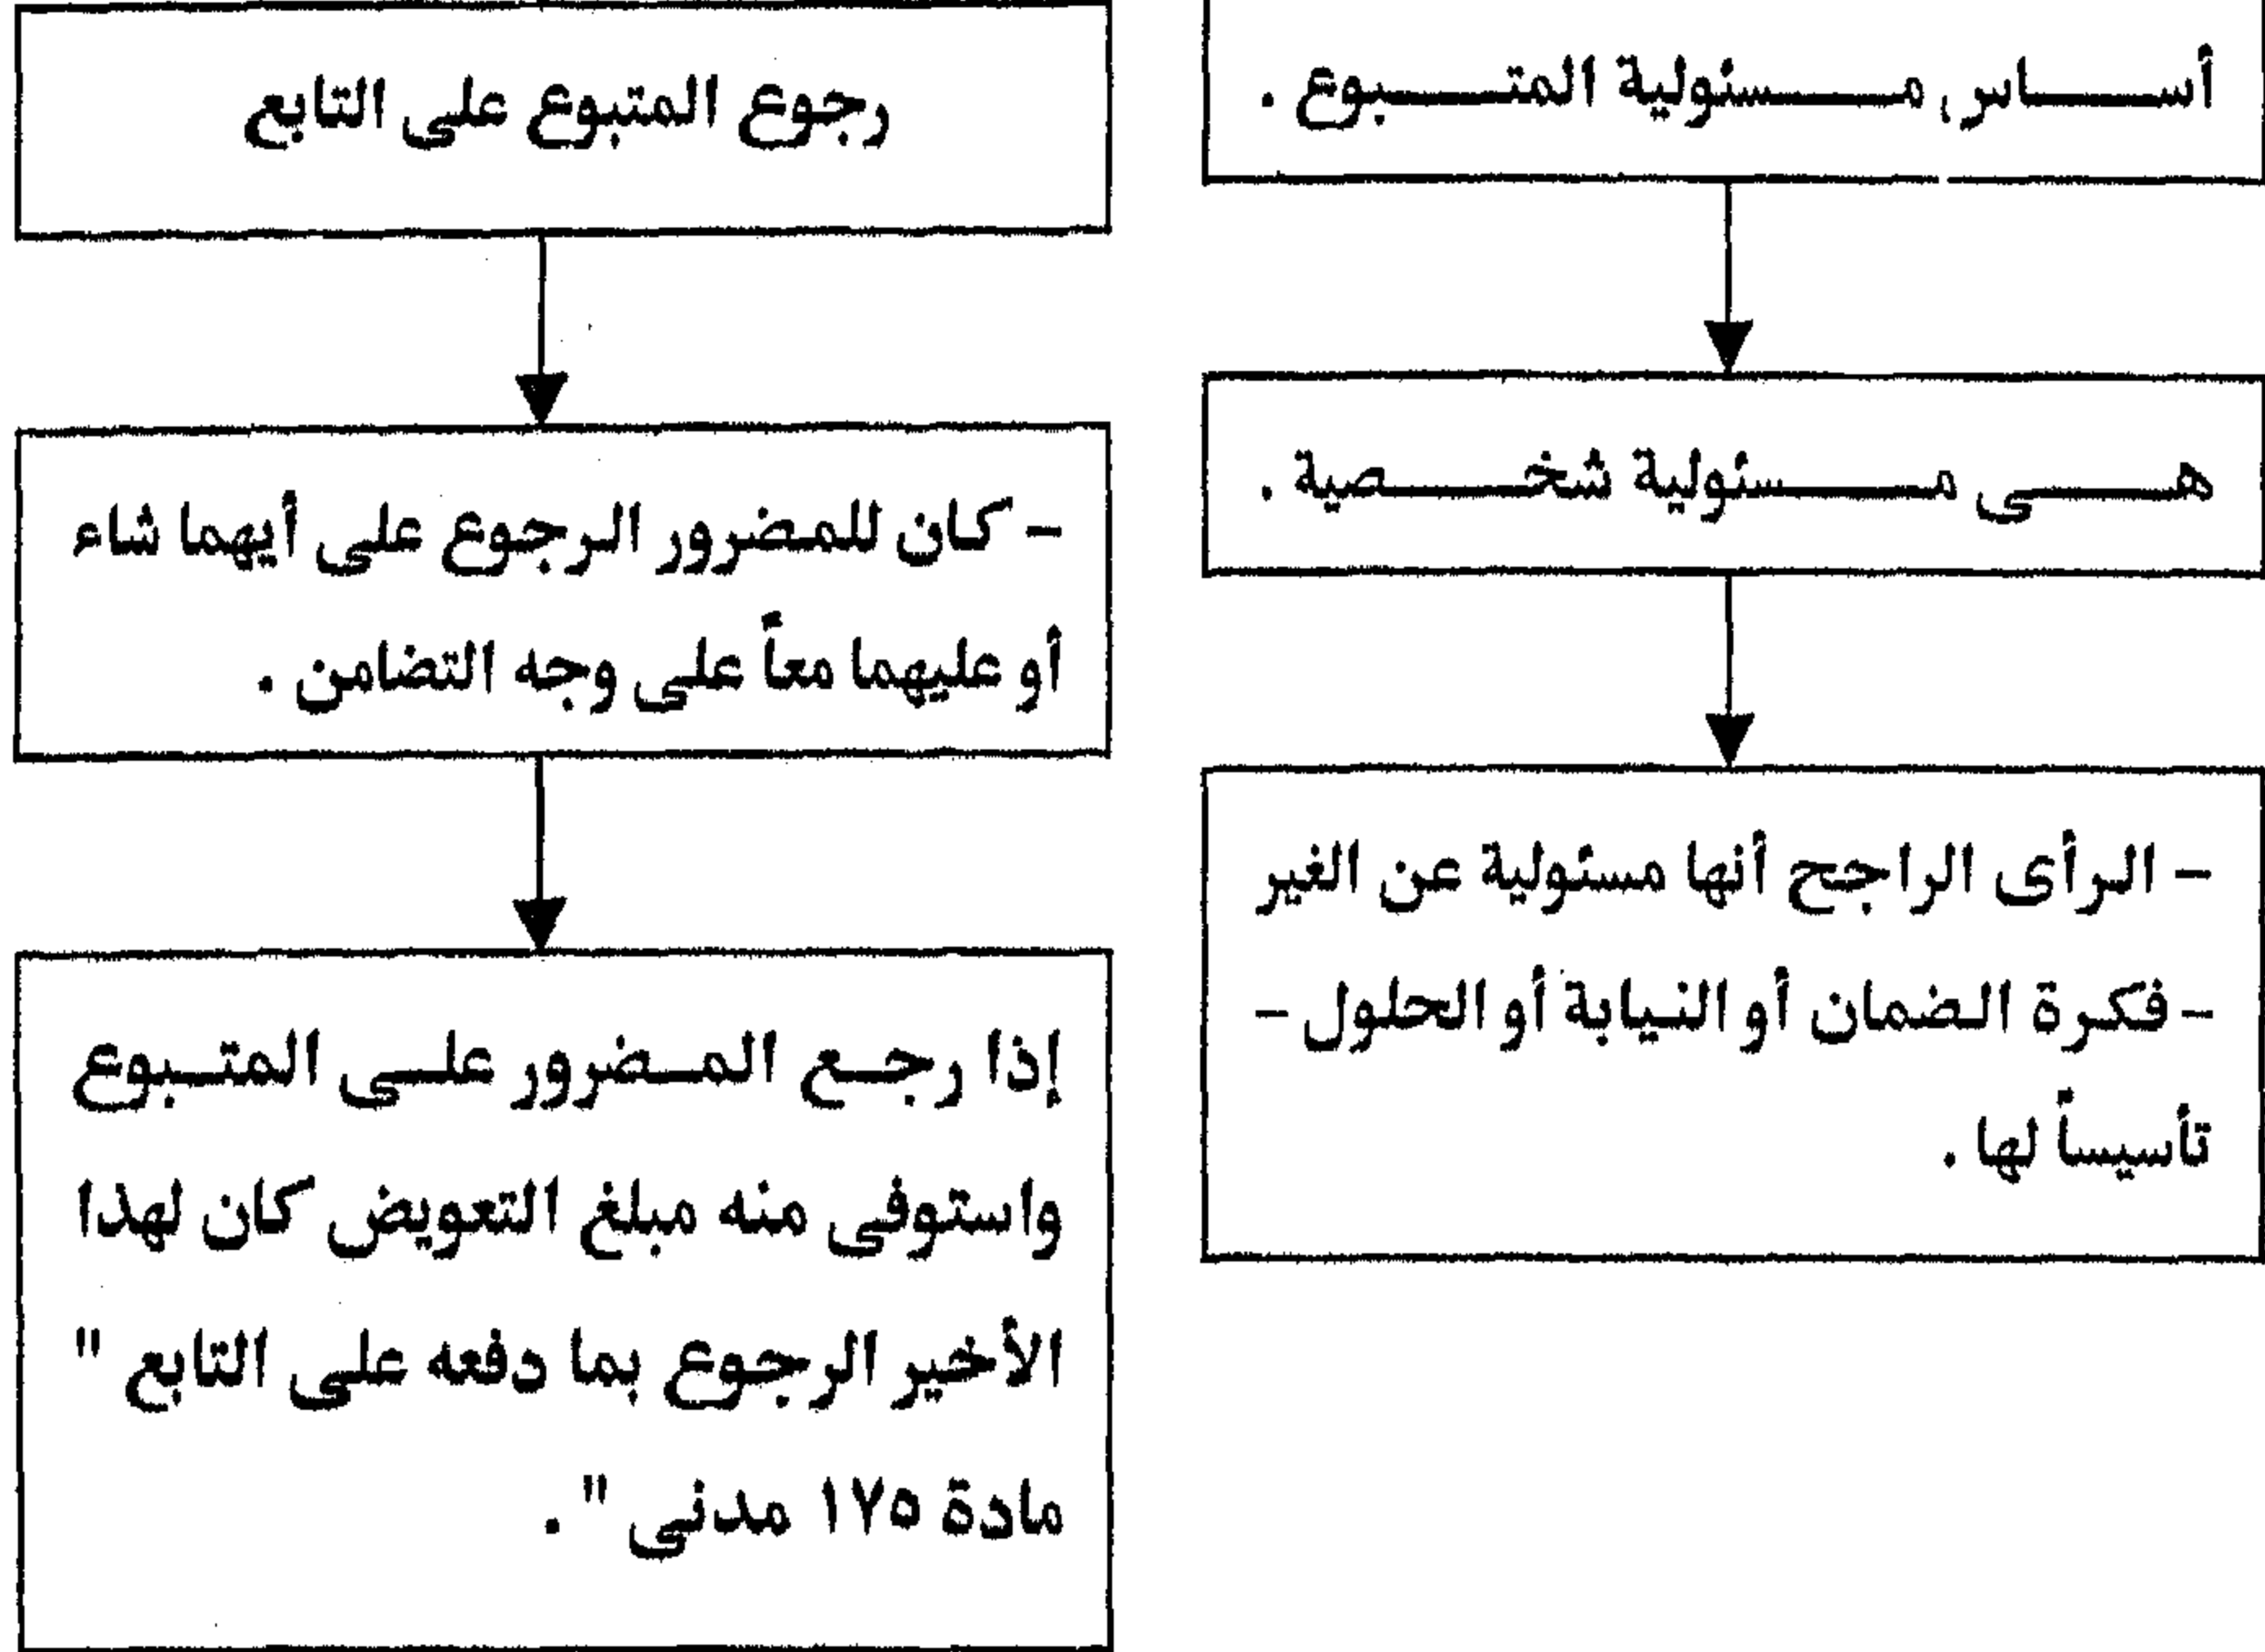 أساس مسئولية المتبوع .
هى مسئولية شخصية .
- الرأى الراجح أنها مسئولية عن الغير
- فكرة الضمان أو النيابة أو الحلول -
تأسيساً لها .
رجوع المتبوع على التابع
- كان للمضرور الرجوع على أيهما شاء
أو عليهما معاً على وجه التضامن .
إذا رجع المضرور على المتبوع
واستوفى منه مبلغ التعويض كان لهذا
الأخير الرجوع بما دفعه على التابع "
مادة ١٧٥ مدنى " .